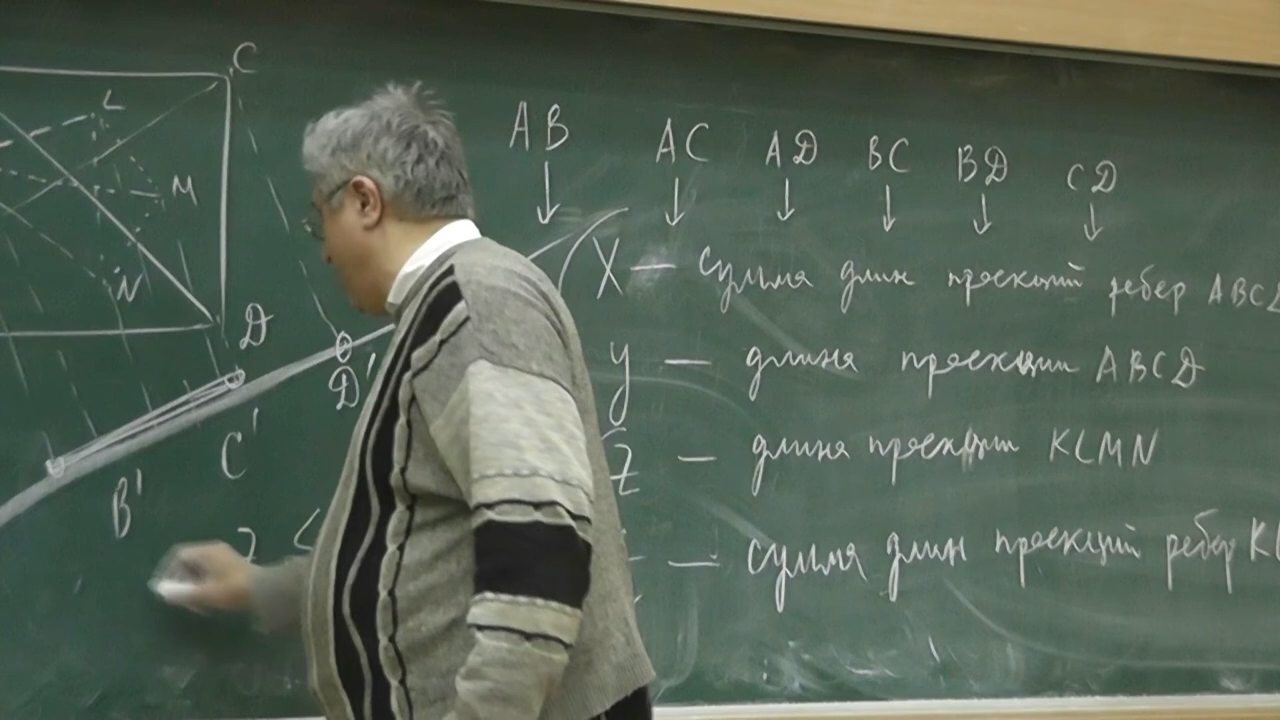 C
L
M
N
D
D'
C'
B'
z <
AB AC AD BC BD CD
X — сумма длин проекций ребер ABCD
y — длина проекции ABCD
z — длина проекции KLMN
— сумма длин проекций ребер KL